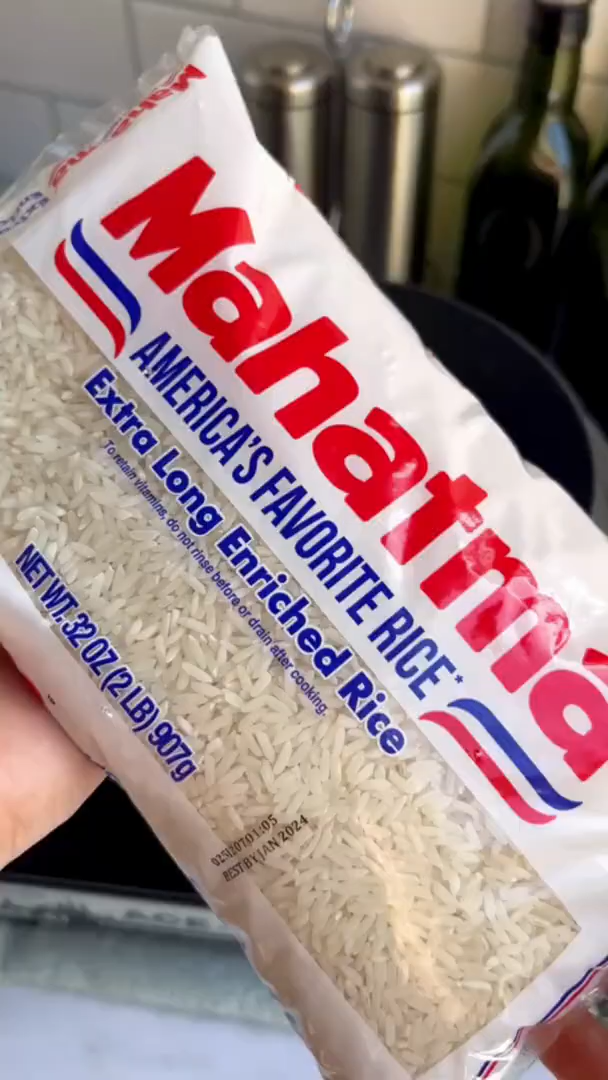 Mahatma
AMERICA'S FAVORITE RICE*
Extra Long Enriched Rice
To retain vitamins, do not rinse before or drain after cooking.
NET WT. 32 OZ (2 LB) 907g
BEST BY JAN 2024